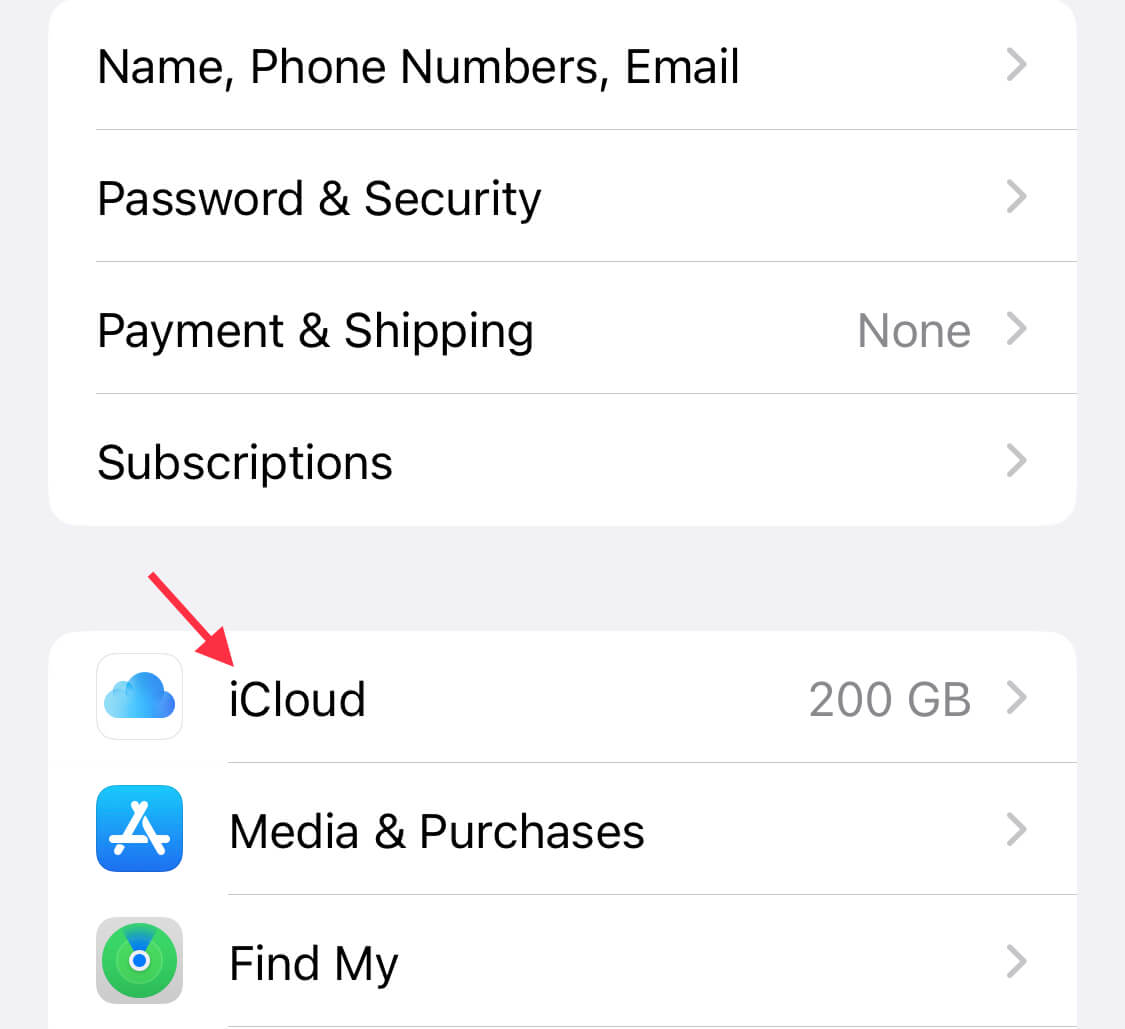 Name, Phone Numbers, Email
Password & Security
Payment & Shipping None
Subscriptions
iCloud 200 GB
Media & Purchases
Find My